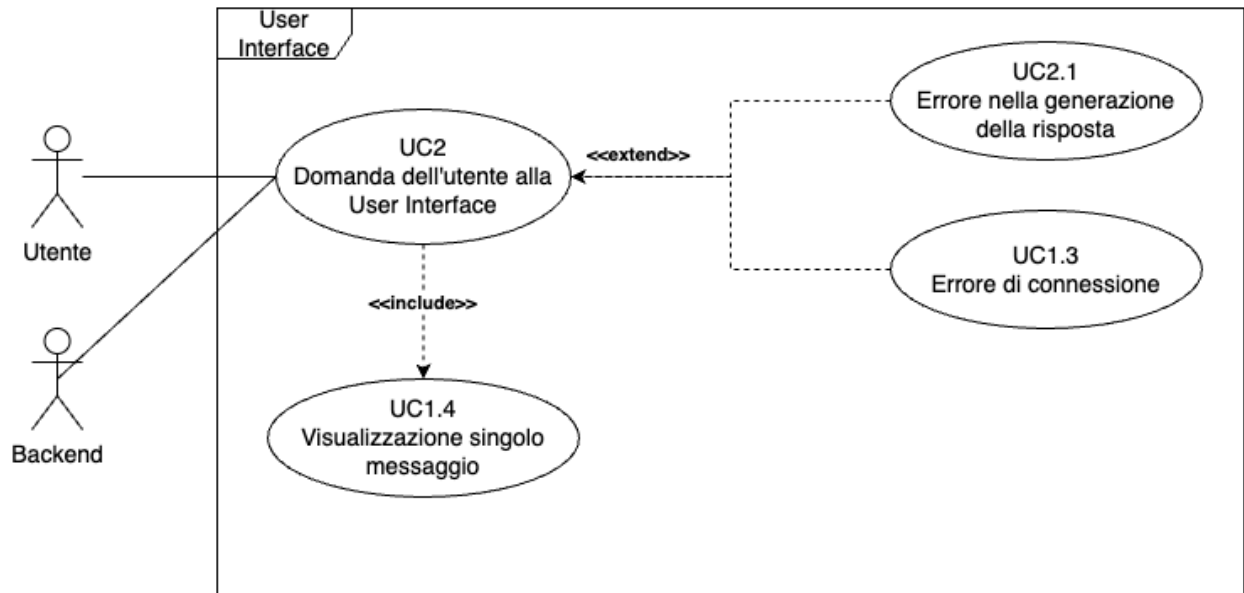 User
Interface
UC2.1
Errore nella generazione
della risposta
UC2
Domanda dell'utente alla
User Interface
<<extend>>
Utente
UC1.3
Errore di connessione
<<include>>
UC1.4
Visualizzazione singolo
messaggio
Backend